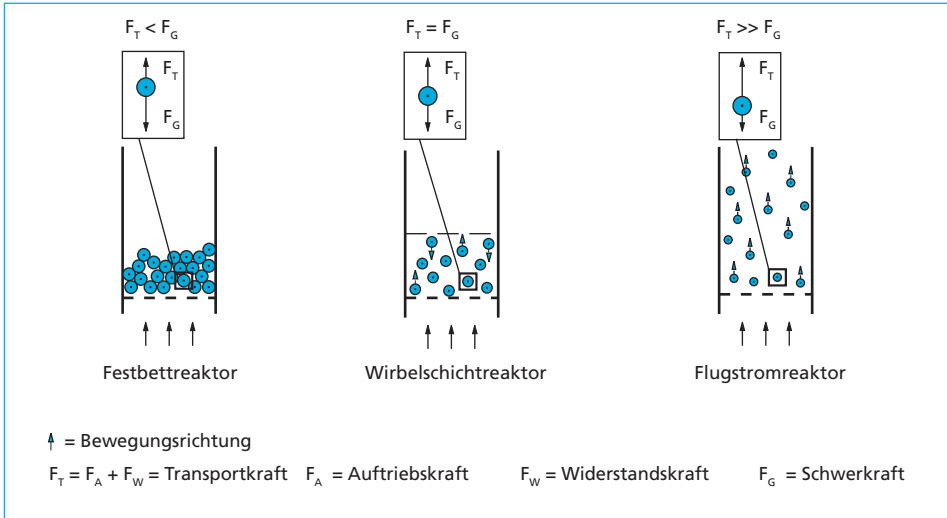 F_T < F_G
F_T = F_G
F_T >> F_G
F_T
F_G
F_T
F_G
F_T
F_G
Festbettreaktor
Wirbelschichtreaktor
Flugstromreaktor
= Bewegungsrichtung
F_T = F_A + F_W = Transportkraft F_A = Auftriebskraft F_W = Widerstandskraft F_G = Schwerkraft